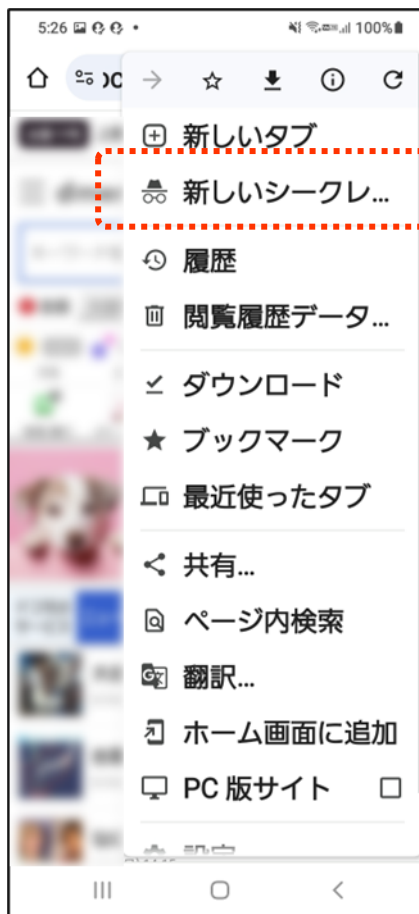 5:26 100%
新しいタブ
新しいシークレ...
履歴
閲覧履歴データ...
ダウンロード
ブックマーク
最近使ったタブ
共有...
ページ内検索
翻訳...
ホーム画面に追加
PC 版サイト
設定